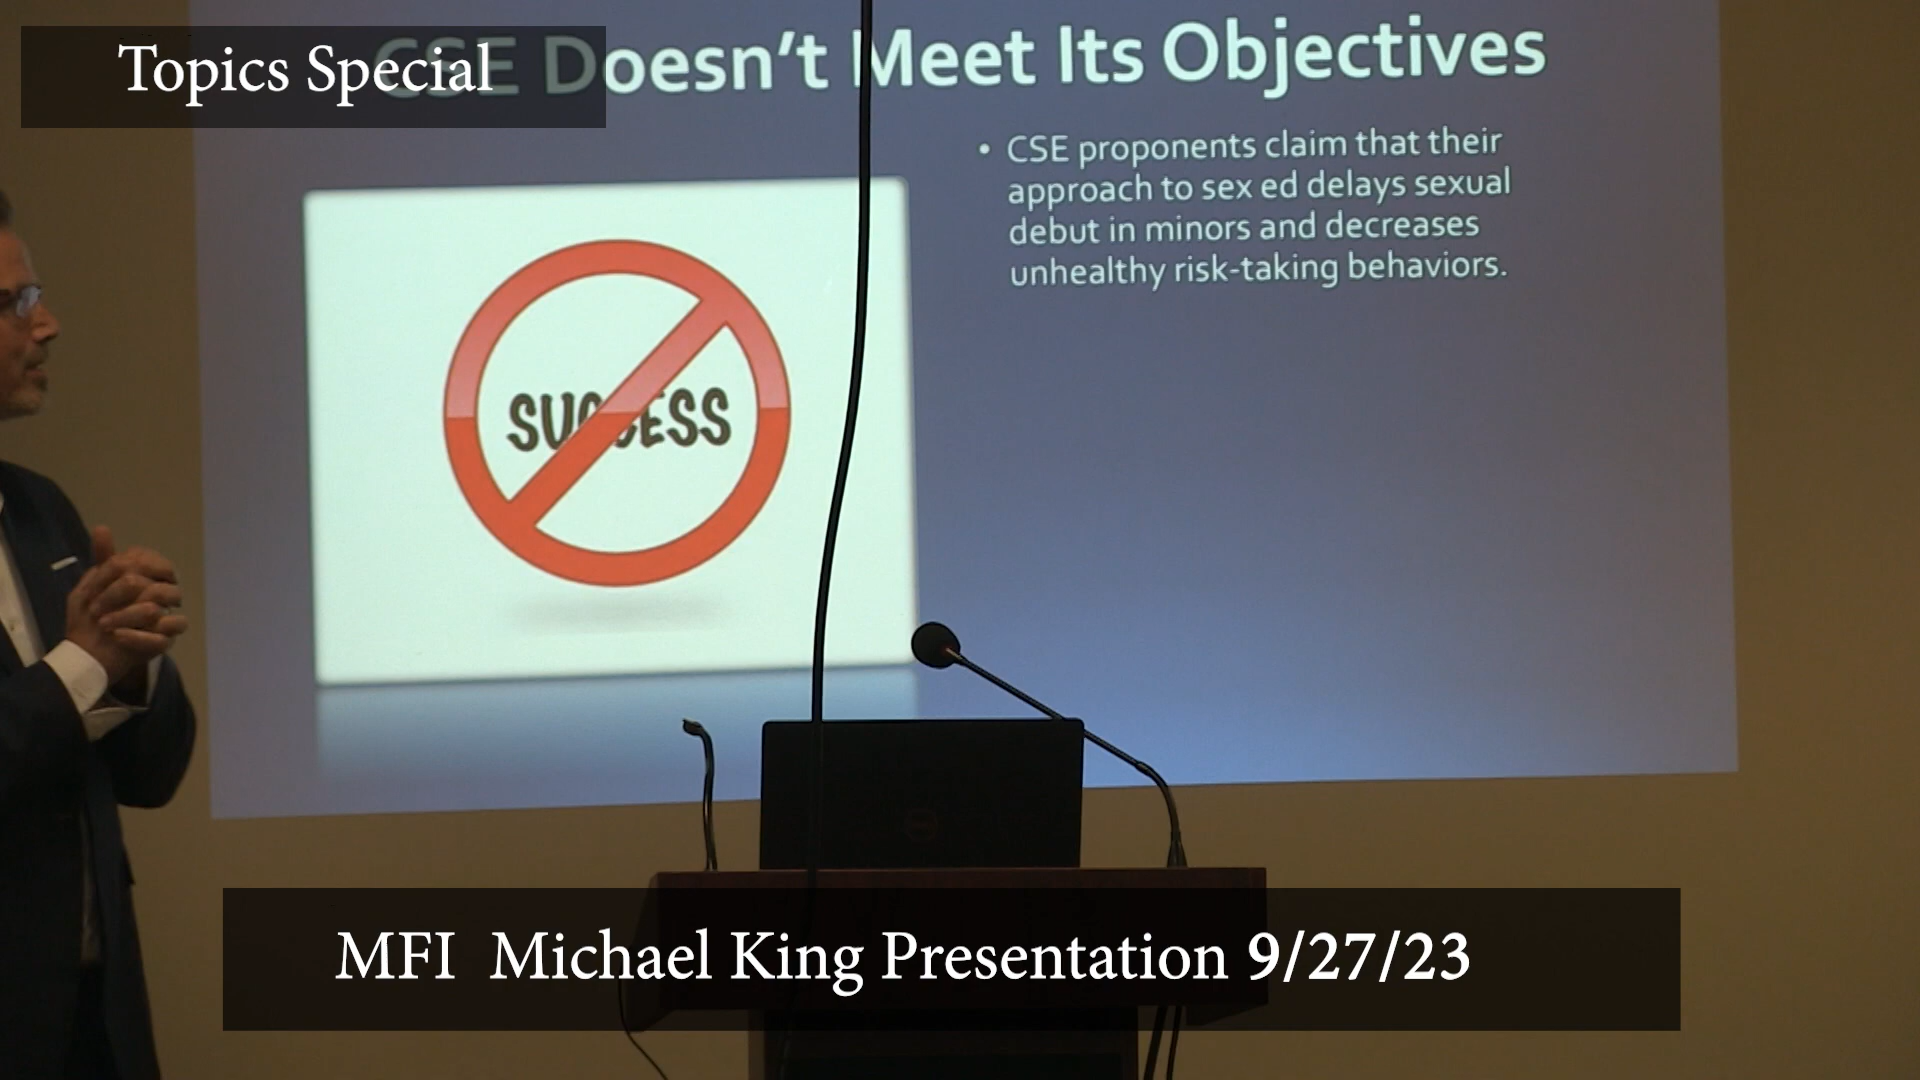 Topics Special
CSE Doesn't Meet Its Objectives
• CSE proponents claim that their
approach to sex ed delays sexual
debut in minors and decreases
unhealthy risk-taking behaviors.
SUCCESS
MFI Michael King Presentation 9/27/23